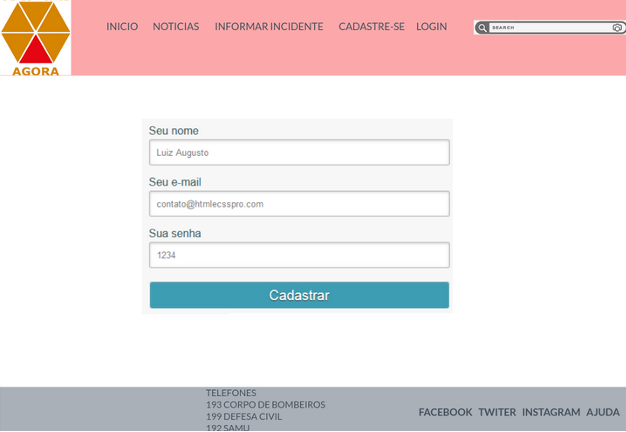 INICIO NOTICIAS INFORMAR INCIDENTE CADASTRE-SE LOGIN SEARCH
AGORA
Seu nome
Luiz Augusto
Seu e-mail
contato@htmlecsspro.com
Sua senha
1234
Cadastrar
TELEFONES
193 CORPO DE BOMBEIROS
199 DEFESA CIVIL
192 SAMU
FACEBOOK TWITER INSTAGRAM AJUDA